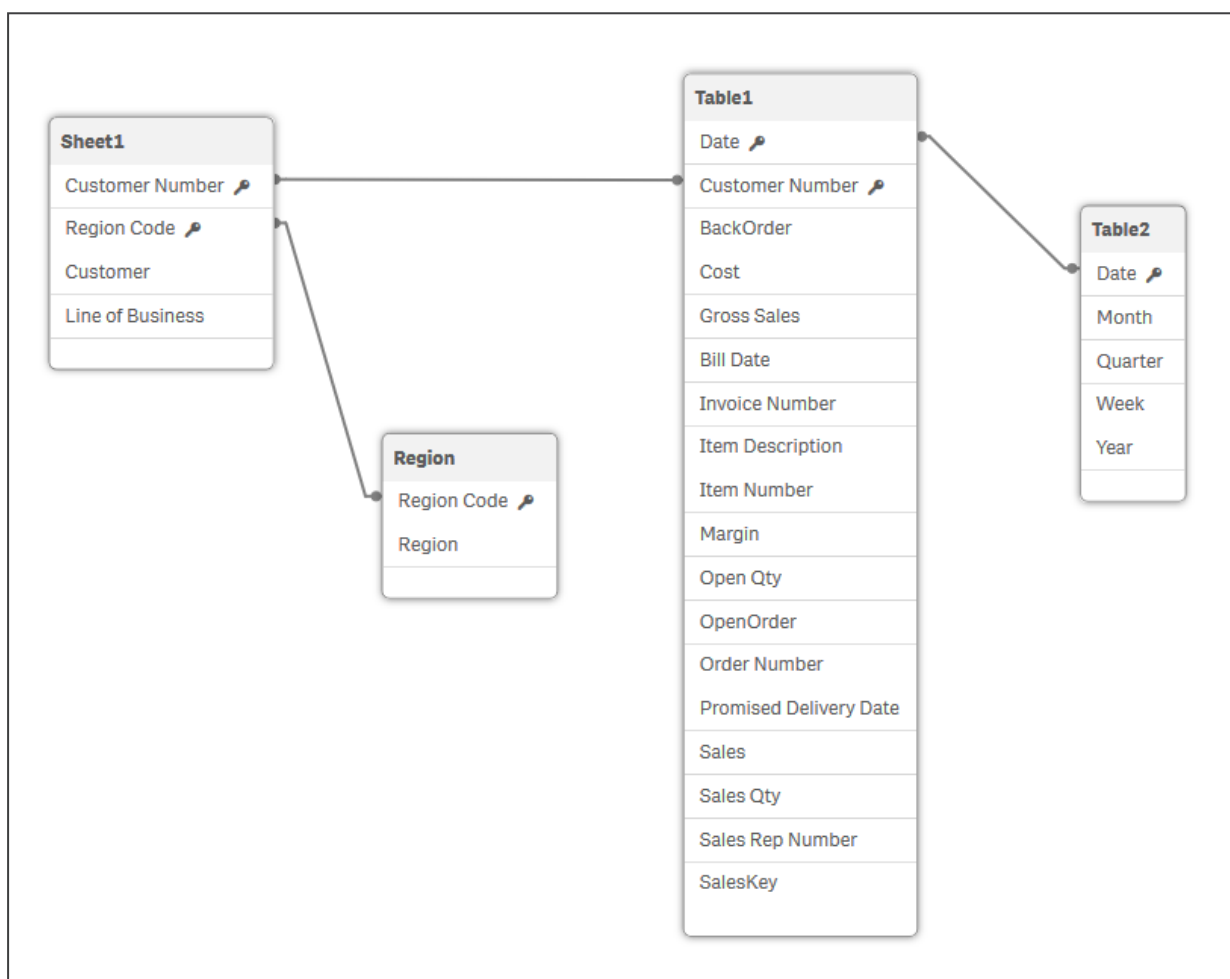 Sheet1
Customer Number
Region Code
Customer
Line of Business
Region
Region Code
Region
Table1
Date
Customer Number
BackOrder
Cost
Gross Sales
Bill Date
Invoice Number
Item Description
Item Number
Margin
Open Qty
OpenOrder
Order Number
Promised Delivery Date
Sales
Sales Qty
Sales Rep Number
SalesKey
Table2
Date
Month
Quarter
Week
Year